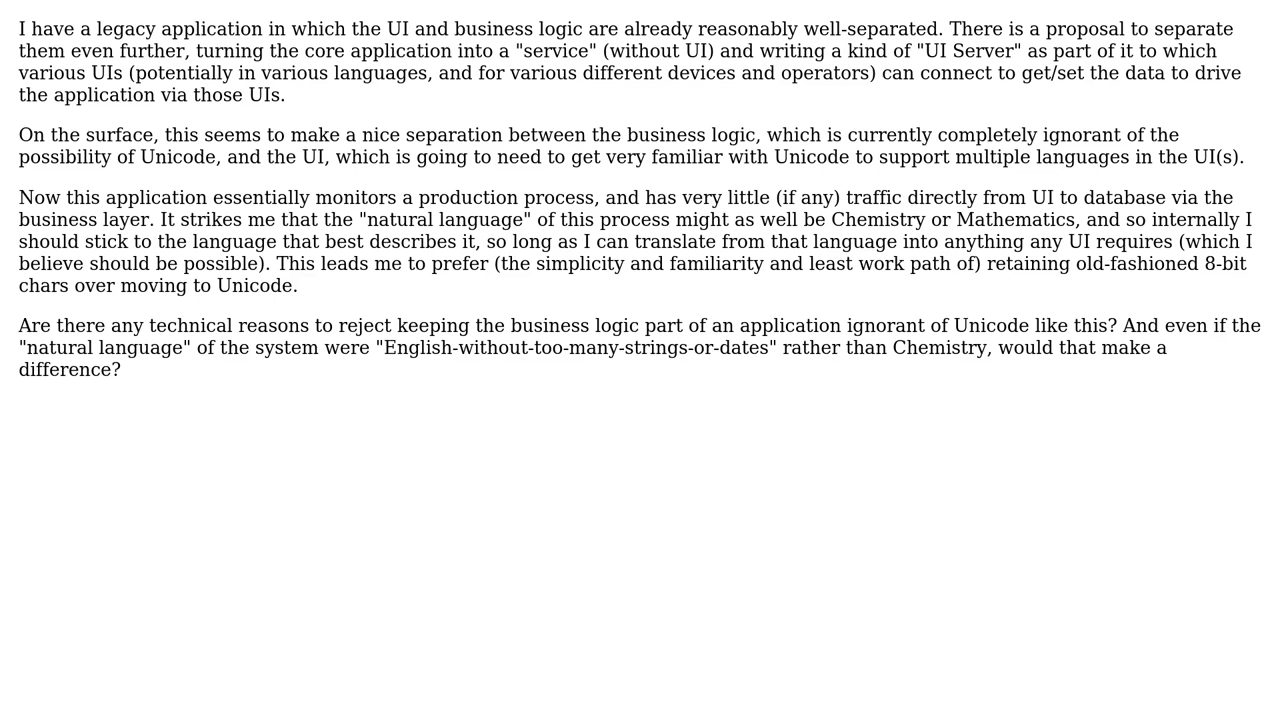 I have a legacy application in which the UI and business logic are already reasonably well-separated. There is a proposal to separate
them even further, turning the core application into a "service" (without UI) and writing a kind of "UI Server" as part of it to which
various UIs (potentially in various languages, and for various different devices and operators) can connect to get/set the data to drive
the application via those UIs.
On the surface, this seems to make a nice separation between the business logic, which is currently completely ignorant of the
possibility of Unicode, and the UI, which is going to need to get very familiar with Unicode to support multiple languages in the UI(s).
Now this application essentially monitors a production process, and has very little (if any) traffic directly from UI to database via the
business layer. It strikes me that the "natural language" of this process might as well be Chemistry or Mathematics, and so internally I
should stick to the language that best describes it, so long as I can translate from that language into anything any UI requires (which I
believe should be possible). This leads me to prefer (the simplicity and familiarity and least work path of) retaining old-fashioned 8-bit
chars over moving to Unicode.
Are there any technical reasons to reject keeping the business logic part of an application ignorant of Unicode like this? And even if the
"natural language" of the system were "English-without-too-many-strings-or-dates" rather than Chemistry, would that make a
difference?